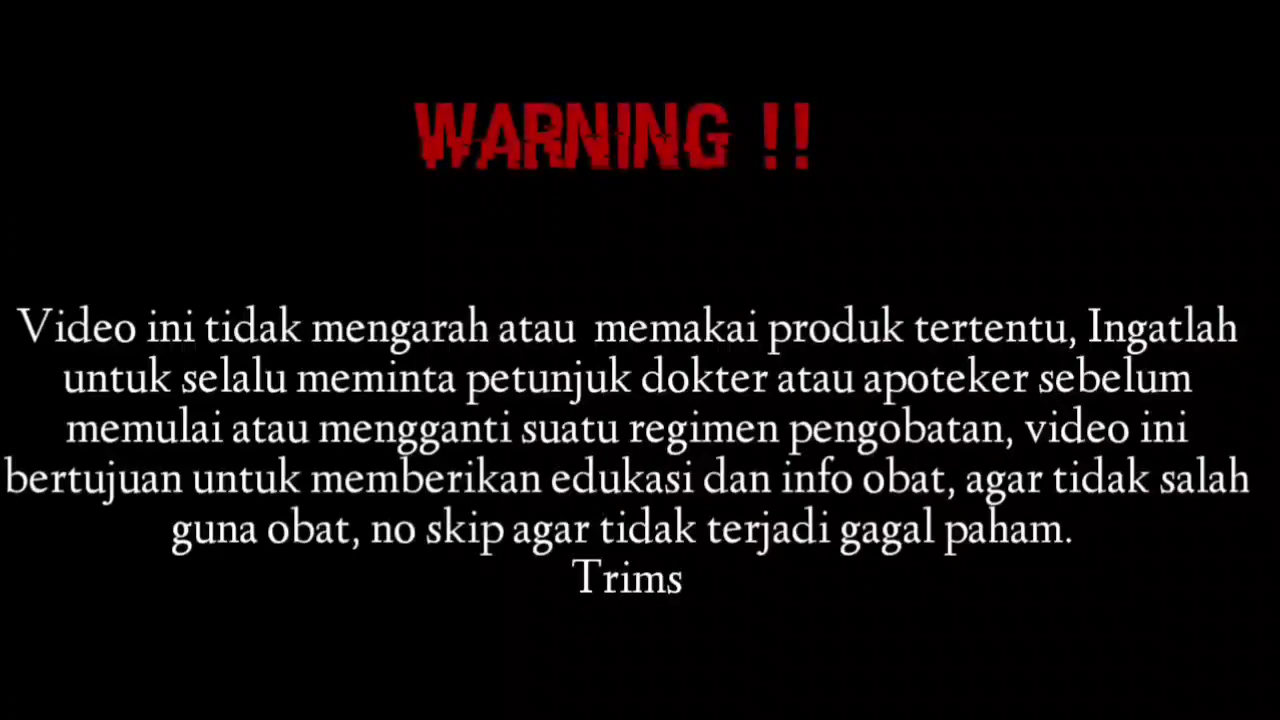 WARNING !!
Video ini tidak mengarah atau memakai produk tertentu, Ingatlah
untuk selalu meminta petunjuk dokter atau apoteker sebelum
memulai atau mengganti suatu regimen pengobatan, video ini
bertujuan untuk memberikan edukasi dan info obat, agar tidak salah
guna obat, no skip agar tidak terjadi gagal paham.
Trims